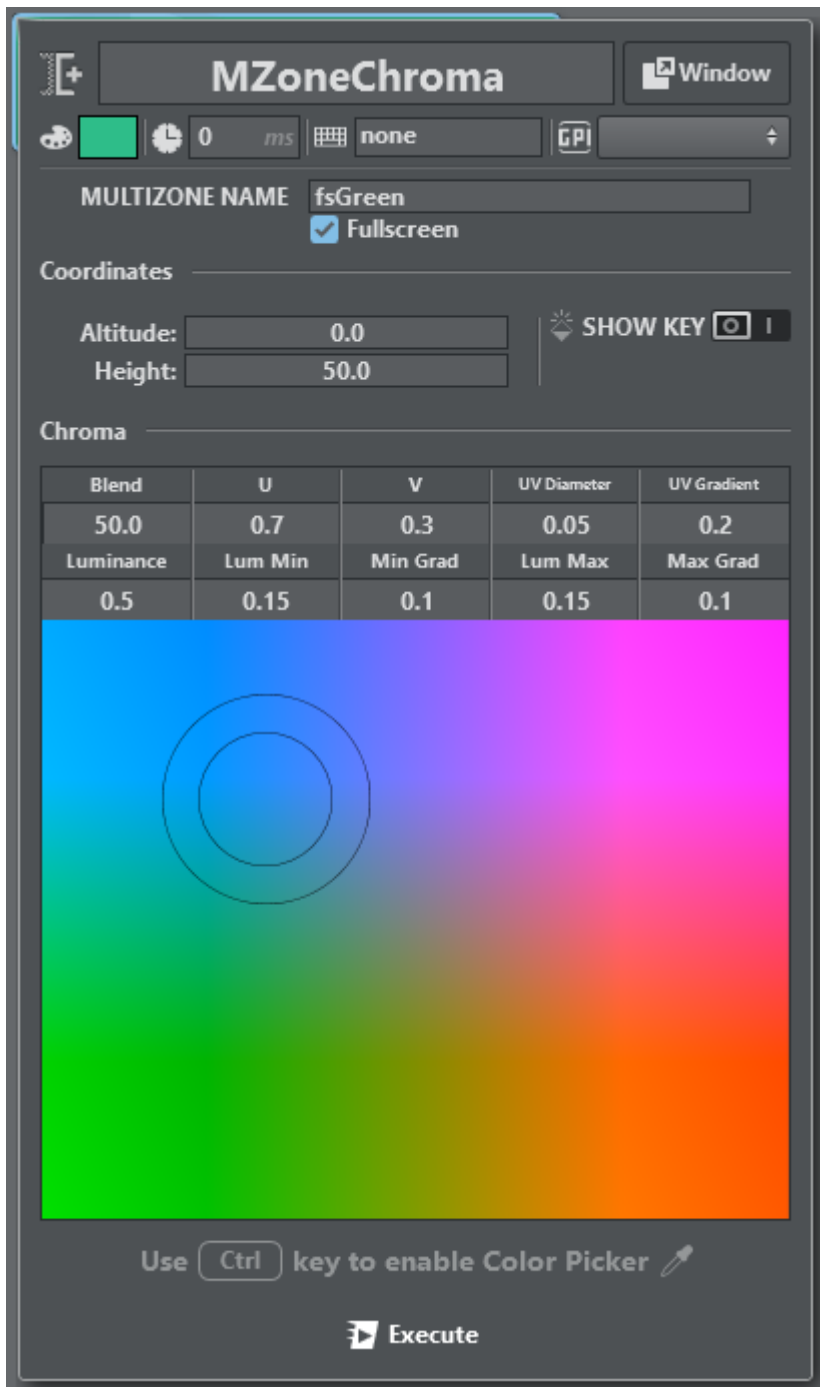 MZoneChroma Window
0 ms none GPI
MULTIZONE NAME fsGreen
Fullscreen
Coordinates
Altitude: 0.0 SHOW KEY O I
Height: 50.0
Chroma
Blend U V UV Diameter UV Gradient
50.0 0.7 0.3 0.05 0.2
Luminance Lum Min Min Grad Lum Max Max Grad
0.5 0.15 0.1 0.15 0.1
Use Ctrl key to enable Color Picker
Execute